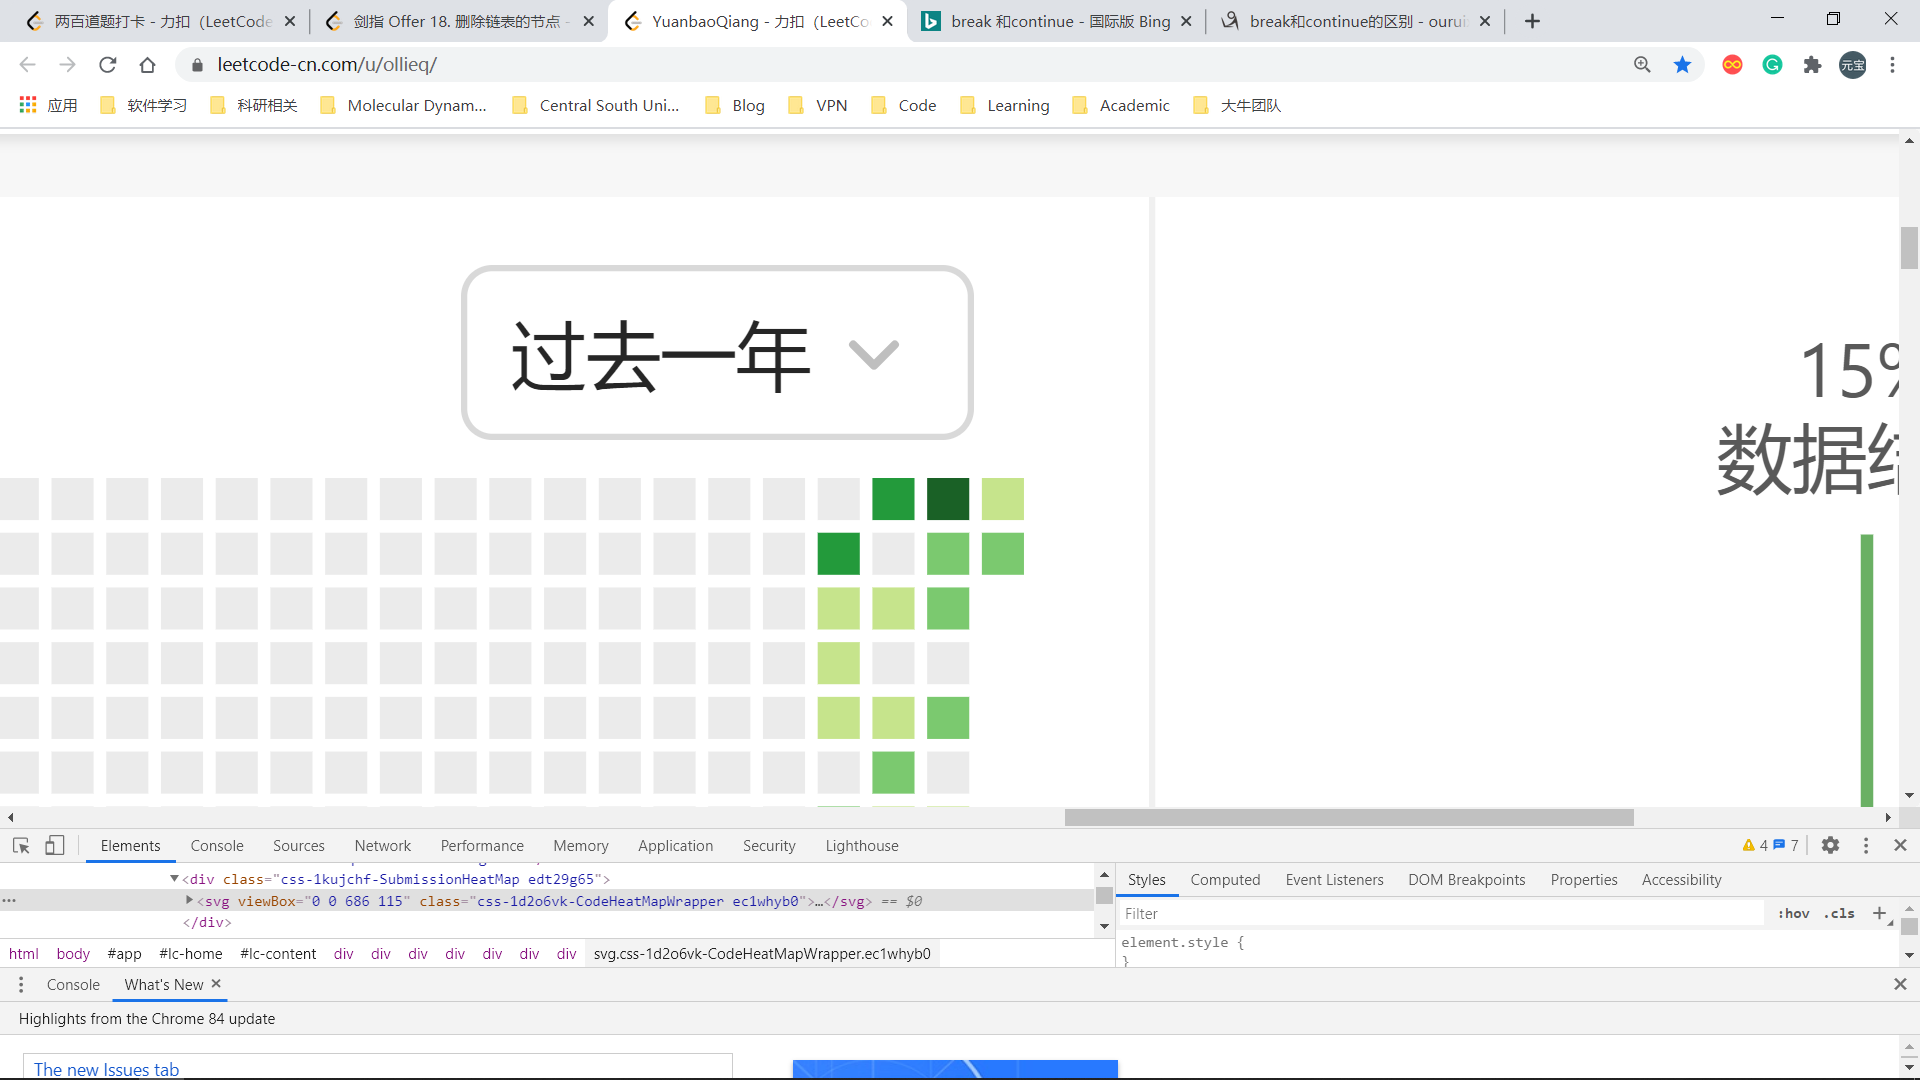 两百道题打卡 - 力扣（LeetCode
剑指 Offer 18. 删除链表的节点 -
YuanbaoQiang - 力扣（LeetCo
break 和continue - 国际版 Bing
break和continue的区别 - ourui
leetcode-cn.com/u/ollieq/
元宝
应用
软件学习
科研相关
Molecular Dynam...
Central South Uni...
Blog
VPN
Code
Learning
Academic
大牛团队
过去一年
15%
数据结
Elements
Console
Sources
Network
Performance
Memory
Application
Security
Lighthouse
4
7
<div class="css-1kujchf-SubmissionHeatMap edt29g65">
<svg viewBox="0 0 686 115" class="css-1d2o6vk-CodeHeatMapWrapper ec1whyb0">…</svg> == $0
</div>
html body #app #lc-home #lc-content div div div div div div div svg.css-1d2o6vk-CodeHeatMapWrapper.ec1whyb0
Styles
Computed
Event Listeners
DOM Breakpoints
Properties
Accessibility
Filter
:hov .cls
element.style {
}
Console
What's New
Highlights from the Chrome 84 update
The new Issues tab